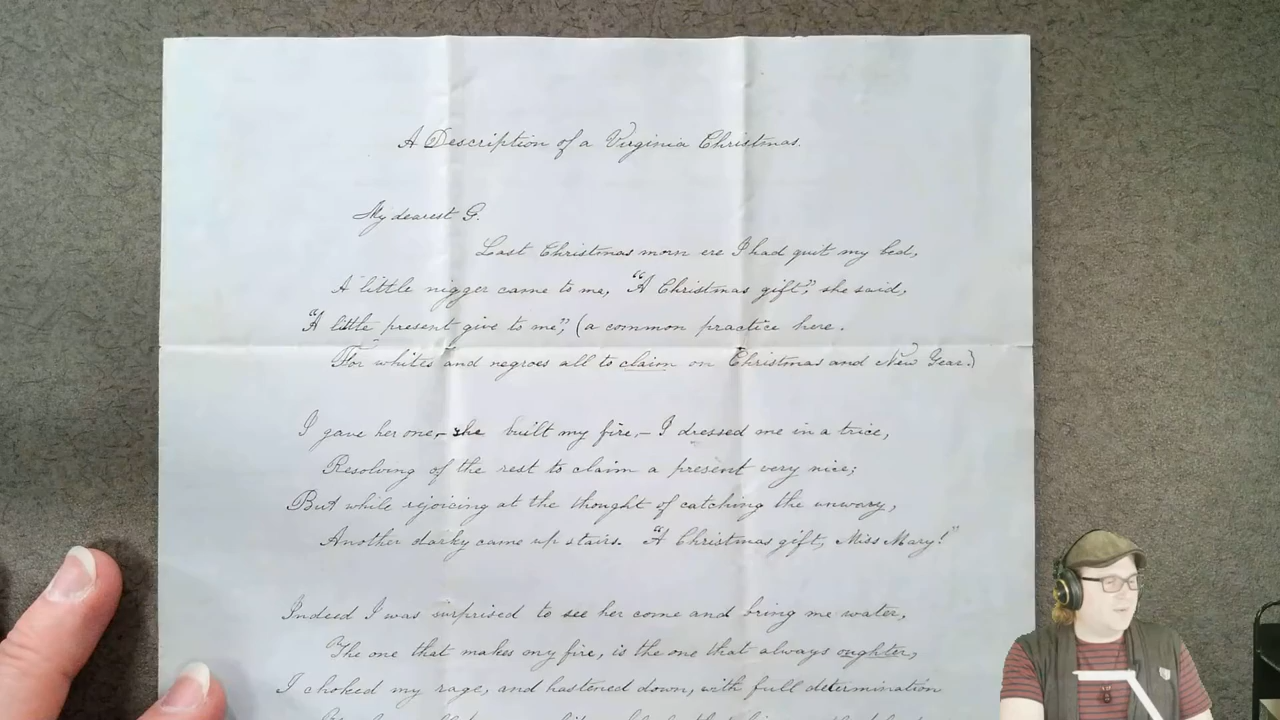 A Description of a Virginia Christmas.
My dearest G.
Last Christmas morn ere I had quit my bed,
A little nigger came to me, "A Christmas gift," she said,
"A little present give to me", (a common practice here.
For whites and negroes all to claim on Christmas and New Year.)
I gave her one,- she built my fire,- I dressed me in a trice,
Resolving of the rest to claim a present very nice;
But while rejoicing at the thought of catching the unwary,
Another darky came up stairs. "A Christmas gift, Miss Mary!"
Indeed I was surprised to see her come and bring me water,
"The one that makes my fire, is the one that always oughter,
I choked my rage, and hastened down, with full determination